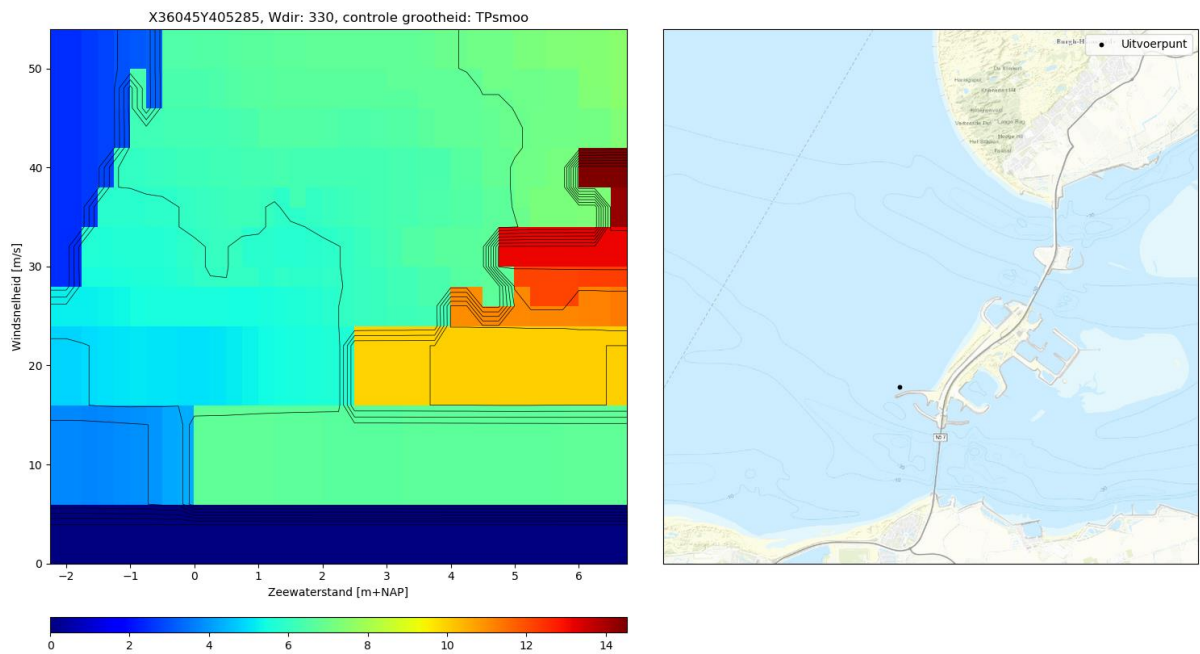 X36045Y405285, Wdir: 330, controle grootheid: TPsmoo
Windsnelheid [m/s]
50
40
30
20
10
0
−2 −1 0 1 2 3 4 5 6
Zeewaterstand [m+NAP]
0 2 4 6 8 10 12 14
Uitvoerpunt
N57